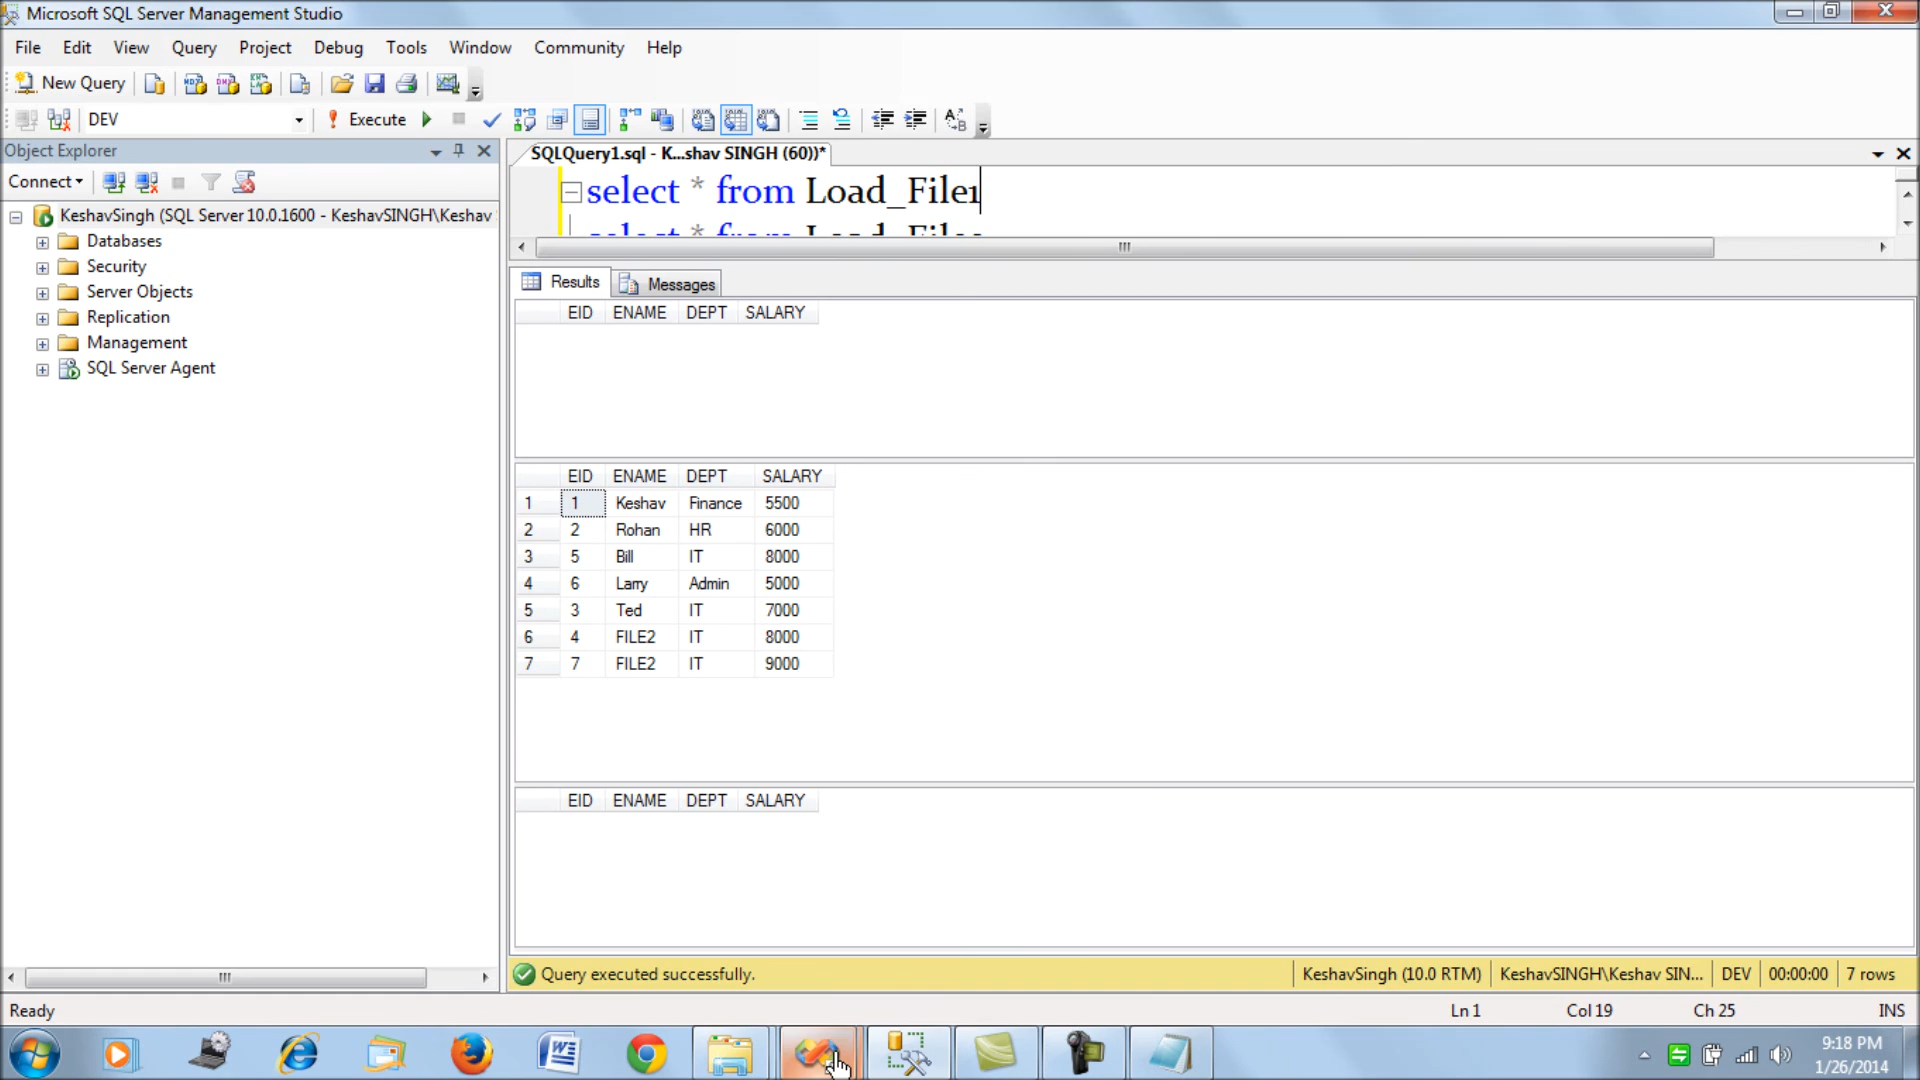 Microsoft SQL Server Management Studio
File Edit View Query Project Debug Tools Window Community Help
New Query
DEV Execute
Object Explorer
SQLQuery1.sql - K...shav SINGH (60))*
Connect
select * from Load_File1
KeshavSingh (SQL Server 10.0.1600 - KeshavSINGH\Keshav
select * from Load_File2
Databases
Security
Server Objects
Replication
Management
SQL Server Agent
Results Messages
EID ENAME DEPT SALARY
EID ENAME DEPT SALARY
1 1 Keshav Finance 5500
2 2 Rohan HR 6000
3 5 Bill IT 8000
4 6 Larry Admin 5000
5 3 Ted IT 7000
6 4 FILE2 IT 8000
7 7 FILE2 IT 9000
EID ENAME DEPT SALARY
Query executed successfully. KeshavSingh (10.0 RTM) KeshavSINGH\Keshav SIN... DEV 00:00:00 7 rows
Ready Ln 1 Col 19 Ch 25 INS
9:18 PM
1/26/2014